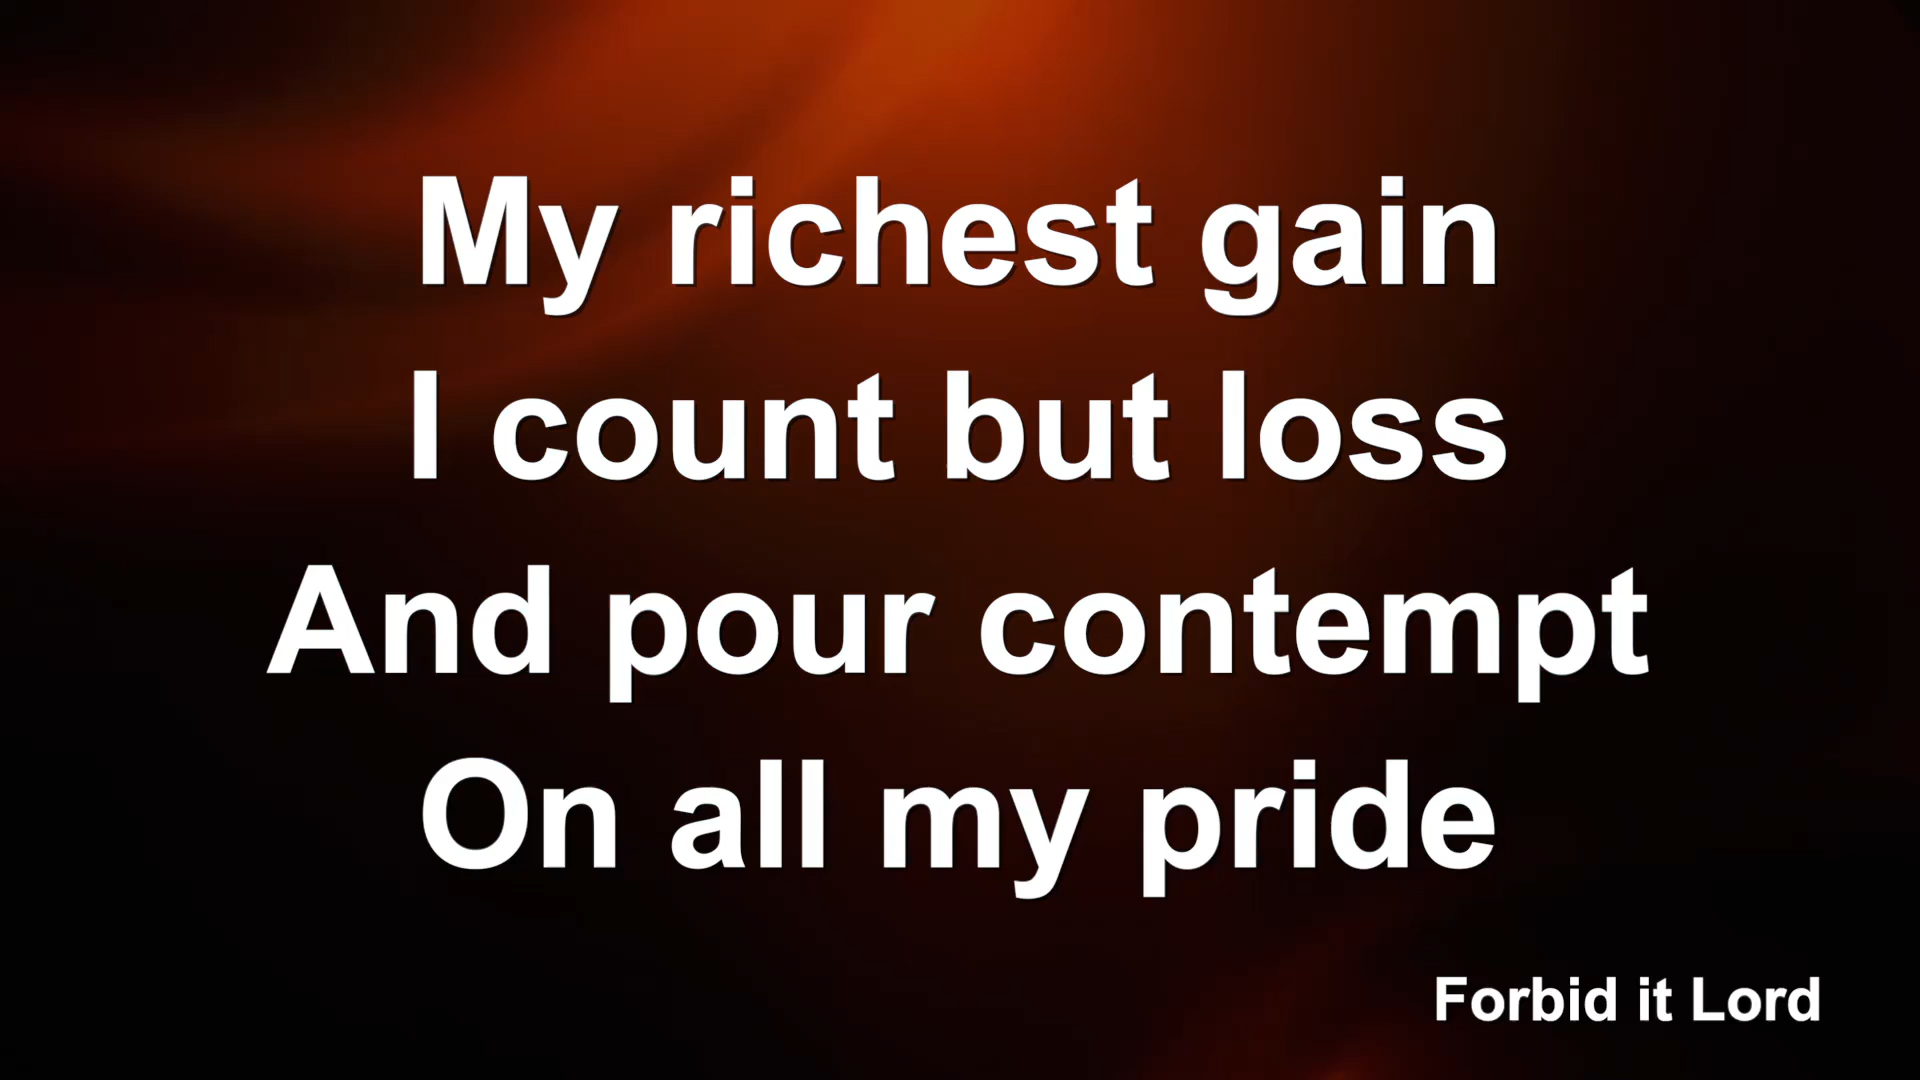 My richest gain
I count but loss
And pour contempt
On all my pride
Forbid it Lord